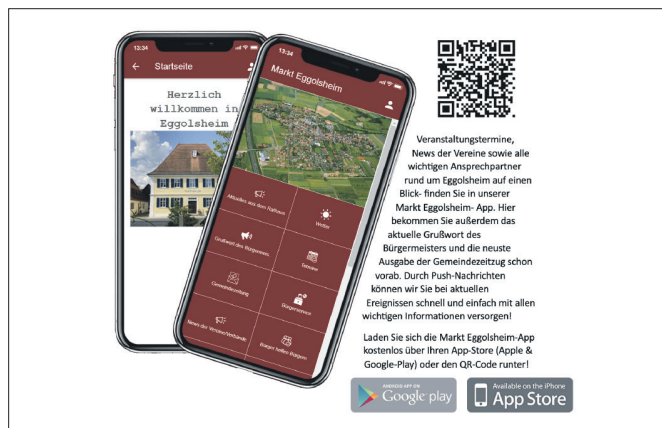 13:34
Startseite
Herzlich
willkommen in
Eggolsheim
13:34
Markt Eggolsheim
Aktuelles aus dem Rathaus
Wetter
Grußwort des Bürgermeisters
Termine
Gemeindezeitung
Bürgerservice
News der Vereine/Verbände
Bürger helfen Bürgern
Veranstaltungstermine,
News der Vereine sowie alle
wichtigen Ansprechpartner
rund um Eggolsheim auf einen
Blick- finden Sie in unserer
Markt Eggolsheim- App. Hier
bekommen Sie außerdem das
aktuelle Grußwort des
Bürgermeisters und die neuste
Ausgabe der Gemeindezeitzug schon
vorab. Durch Push-Nachrichten
können wir Sie bei aktuellen
Ereignissen schnell und einfach mit allen
wichtigen Informationen versorgen!
Laden Sie sich die Markt Eggolsheim-App
kostenlos über Ihren App-Store (Apple &
Google-Play) oder den QR-Code runter!
ANDROID APP ON
Google play
Available on the iPhone
App Store